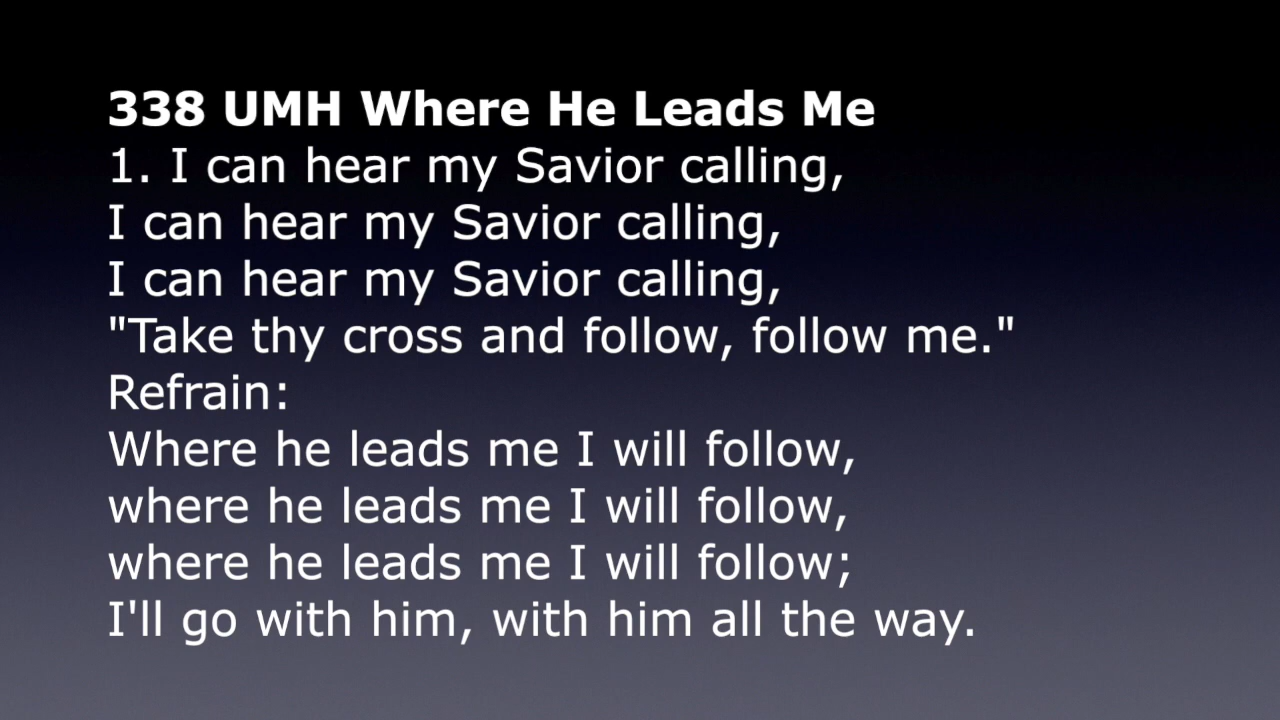 338 UMH Where He Leads Me
1. I can hear my Savior calling,
I can hear my Savior calling,
I can hear my Savior calling,
"Take thy cross and follow, follow me."
Refrain:
Where he leads me I will follow,
where he leads me I will follow,
where he leads me I will follow;
I'll go with him, with him all the way.